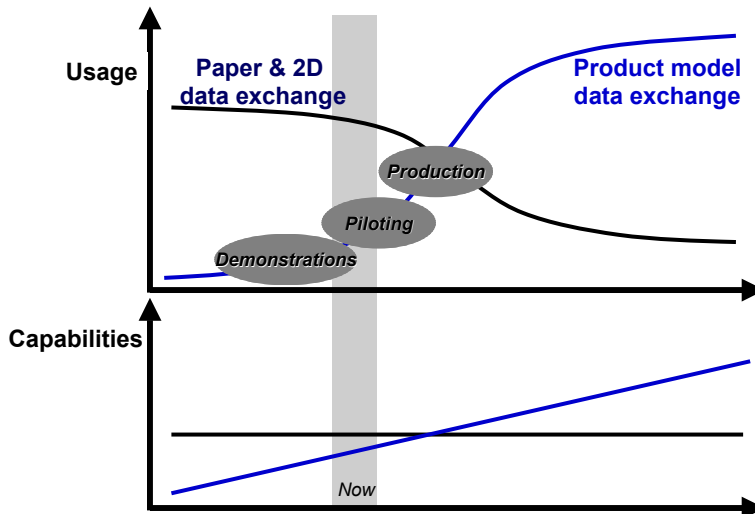 Usage
Paper & 2D
data exchange
Product model
data exchange
Production
Piloting
Demonstrations
Capabilities
Now